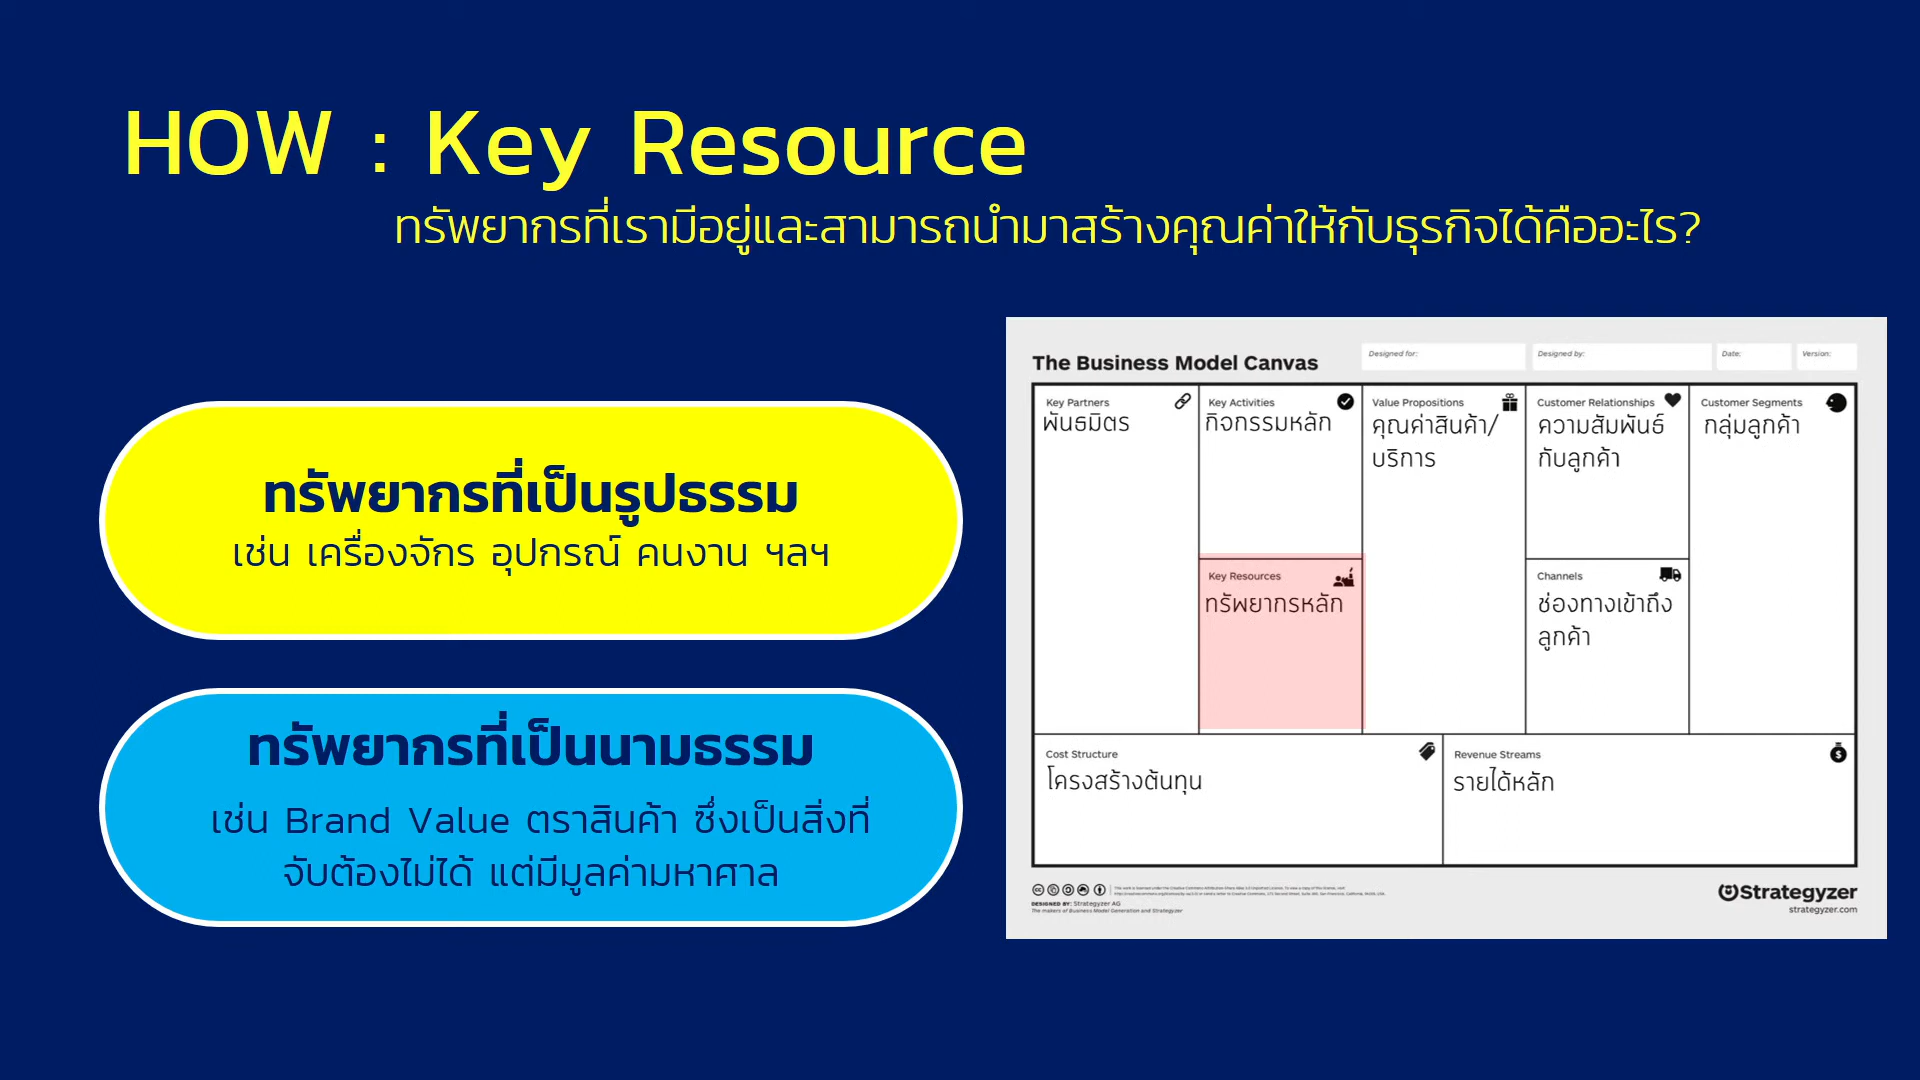 HOW : Key Resource
ทรัพยากรที่เรามีอยู่และสามารถนำมาสร้างคุณค่าให้กับธุรกิจได้คืออะไร?
ทรัพยากรที่เป็นรูปธรรม
เช่น เครื่องจักร อุปกรณ์ คนงาน ฯลฯ
ทรัพยากรที่เป็นนามธรรม
เช่น Brand Value ตราสินค้า ซึ่งเป็นสิ่งที่
จับต้องไม่ได้ แต่มีมูลค่ามหาศาล
The Business Model Canvas
Designed for:
Designed by:
Date:
Version:
Key Partners
พันธมิตร
Key Activities
กิจกรรมหลัก
Key Resources
ทรัพยากรหลัก
Value Propositions
คุณค่าสินค้า/
บริการ
Customer Relationships
ความสัมพันธ์
กับลูกค้า
Channels
ช่องทางเข้าถึง
ลูกค้า
Customer Segments
กลุ่มลูกค้า
Cost Structure
โครงสร้างต้นทุน
Revenue Streams
รายได้หลัก
DESIGNED BY: Strategyzer AG
The makers of Business Model Generation and Strategyzer
Strategyzer
strategyzer.com